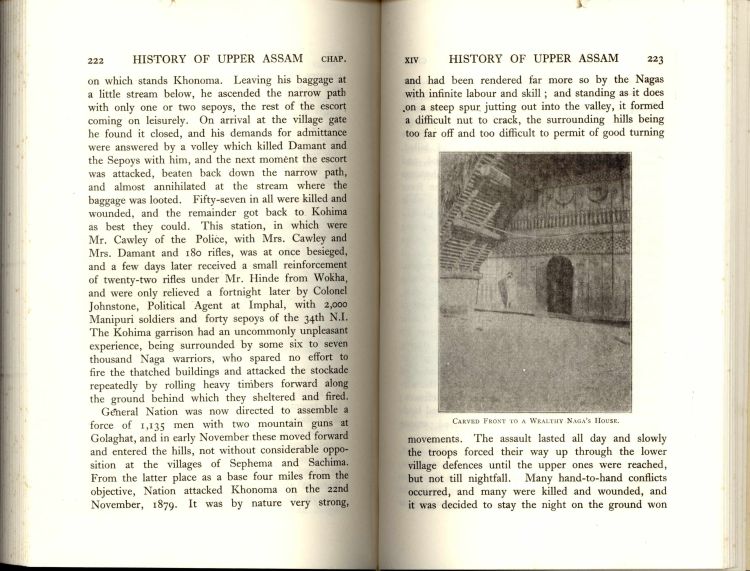 222 HISTORY OF UPPER ASSAM CHAP.
on which stands Khonoma. Leaving his baggage at
a little stream below, he ascended the narrow path
with only one or two sepoys, the rest of the escort
coming on leisurely. On arrival at the village gate
he found it closed, and his demands for admittance
were answered by a volley which killed Damant and
the Sepoys with him, and the next moment the escort
was attacked, beaten back down the narrow path,
and almost annihilated at the stream where the
baggage was looted. Fifty-seven in all were killed and
wounded, and the remainder got back to Kohima
as best they could. This station, in which were
Mr. Cawley of the Police, with Mrs. Cawley and
Mrs. Damant and 180 rifles, was at once besieged,
and a few days later received a small reinforcement
of twenty-two rifles under Mr. Hinde from Wokha,
and were only relieved a fortnight later by Colonel
Johnstone, Political Agent at Imphal, with 2,000
Manipuri soldiers and forty sepoys of the 34th N.I.
The Kohima garrison had an uncommonly unpleasant
experience, being surrounded by some six to seven
thousand Naga warriors, who spared no effort to
fire the thatched buildings and attacked the stockade
repeatedly by rolling heavy timbers forward along
the ground behind which they sheltered and fired.
General Nation was now directed to assemble a
force of 1,135 men with two mountain guns at
Golaghat, and in early November these moved forward
and entered the hills, not without considerable oppo-
sition at the villages of Sephema and Sachima.
From the latter place as a base four miles from the
objective, Nation attacked Khonoma on the 22nd
November, 1879. It was by nature very strong,
XIV HISTORY OF UPPER ASSAM 223
and had been rendered far more so by the Nagas
with infinite labour and skill ; and standing as it does
on a steep spur jutting out into the valley, it formed
a difficult nut to crack, the surrounding hills being
too far off and too difficult to permit of good turning
CARVED FRONT TO A WEALTHY NAGA'S HOUSE.
movements. The assault lasted all day and slowly
the troops forced their way up through the lower
village defences until the upper ones were reached,
but not till nightfall. Many hand-to-hand conflicts
occurred, and many were killed and wounded, and
it was decided to stay the night on the ground won